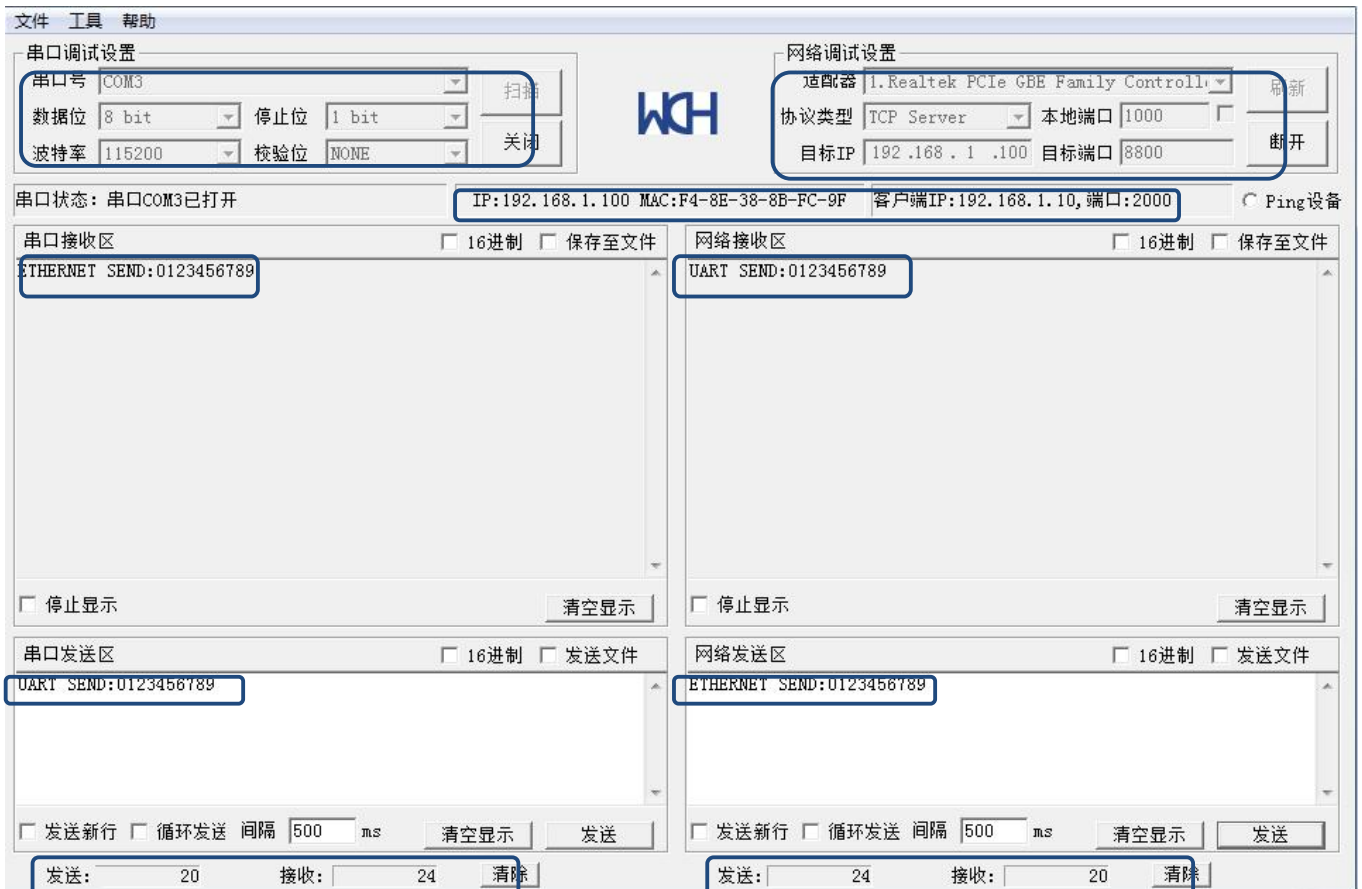 文件 工具 帮助
串口调试设置
串口号 COM3 扫描
数据位 8 bit 停止位 1 bit
波特率 115200 校验位 NONE 关闭
WCH
网络调试设置
适配器 1.Realtek PCIe GBE Family Controll 刷新
协议类型 TCP Server 本地端口 1000
目标IP 192.168.1.100 目标端口 8800 断开
串口状态:串口COM3已打开 IP:192.168.1.100 MAC:F4-8E-38-8B-FC-9F 客户端IP:192.168.1.10,端口:2000 Ping设备
串口接收区 16进制 保存至文件
ETHERNET SEND:0123456789
停止显示 清空显示
网络接收区 16进制 保存至文件
UART SEND:0123456789
停止显示 清空显示
串口发送区 16进制 发送文件
UART SEND:0123456789
发送新行 循环发送 间隔 500 ms 清空显示 发送
发送: 20 接收: 24 清除
网络发送区 16进制 发送文件
ETHERNET SEND:0123456789
发送新行 循环发送 间隔 500 ms 清空显示 发送
发送: 24 接收: 20 清除